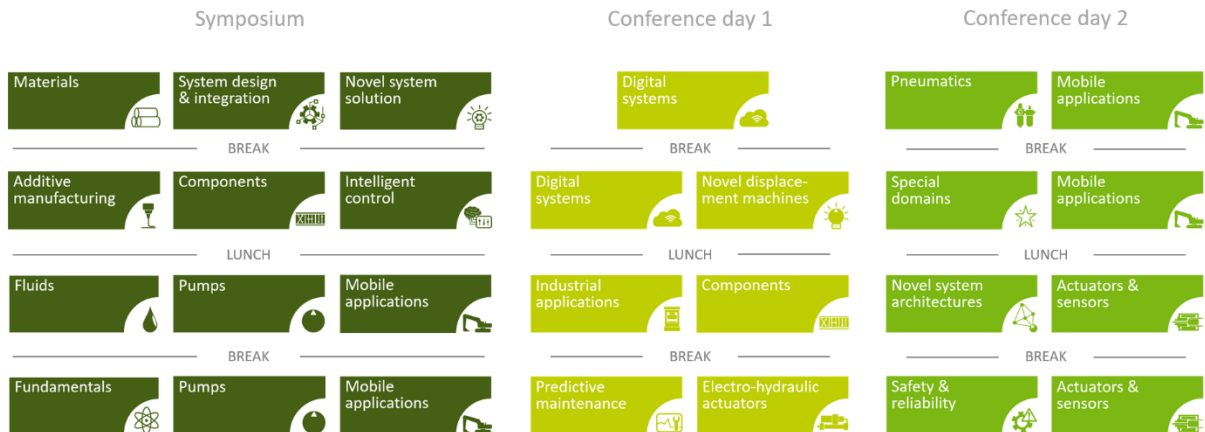 Symposium
Conference day 1
Conference day 2
Materials
System design
& integration
Novel system
solution
Digital
systems
Pneumatics
Mobile
applications
BREAK
BREAK
BREAK
Additive
manufacturing
Components
Intelligent
control
Digital
systems
Novel displace-
ment machines
Special
domains
Mobile
applications
LUNCH
LUNCH
LUNCH
Fluids
Pumps
Mobile
applications
Industrial
applications
Components
Novel system
architectures
Actuators &
sensors
BREAK
BREAK
BREAK
Fundamentals
Pumps
Mobile
applications
Predictive
maintenance
Electro-hydraulic
actuators
Safety &
reliability
Actuators &
sensors